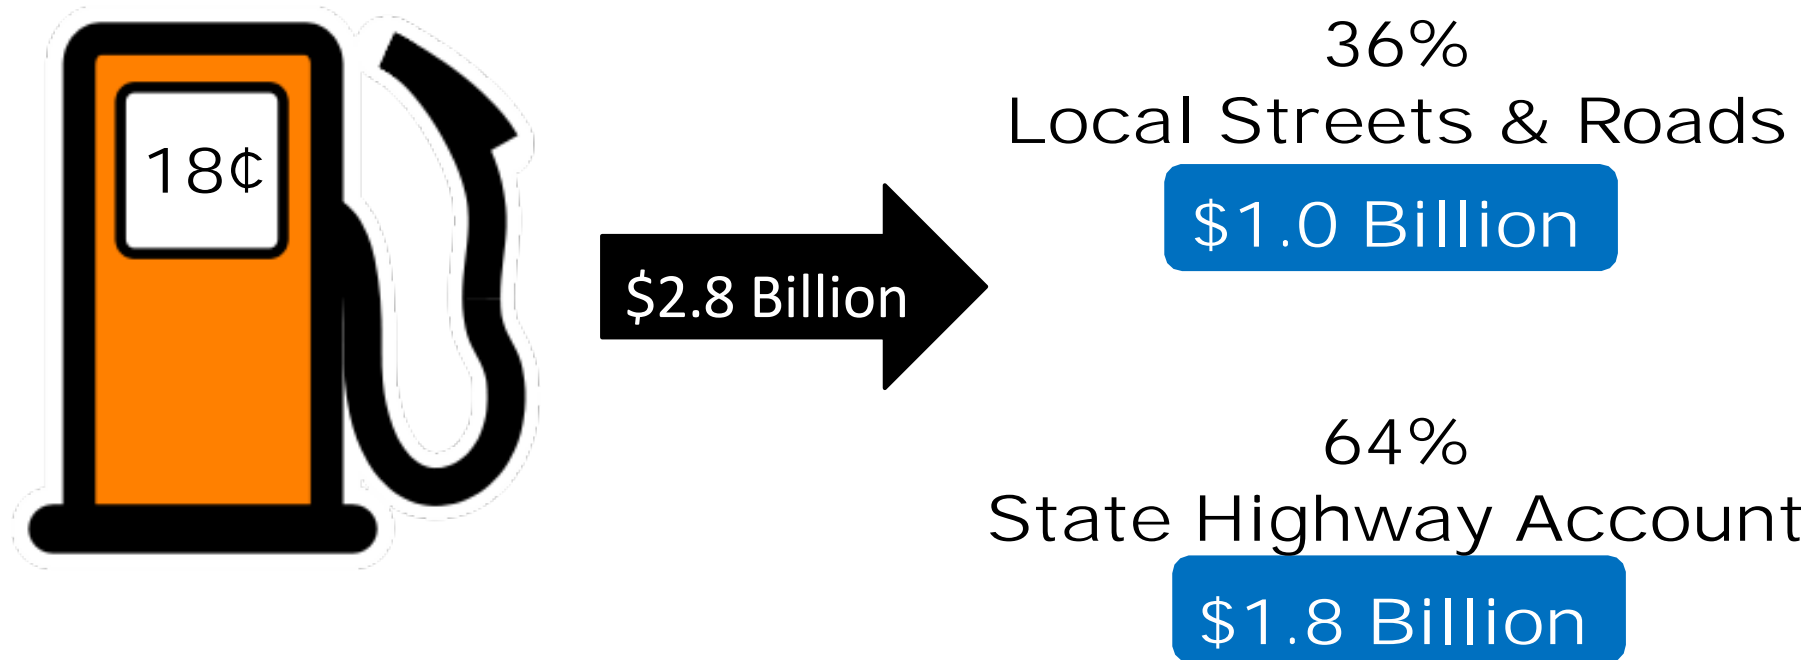 18¢
$2.8 Billion
36%
Local Streets & Roads
$1.0 Billion
64%
State Highway Account
$1.8 Billion